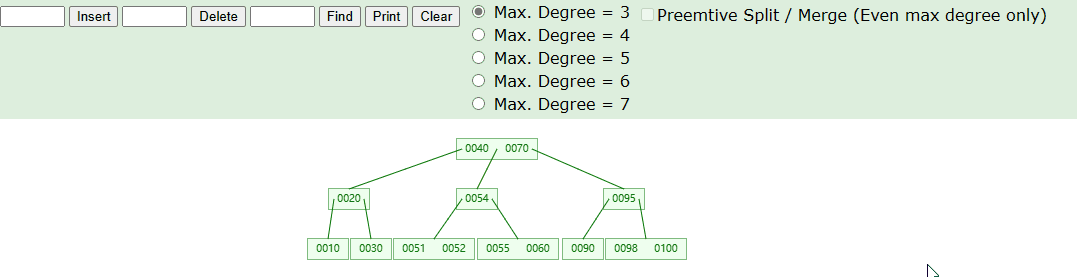 Insert Delete Find Print Clear Max. Degree = 3 Preemtive Split / Merge (Even max degree only)
Max. Degree = 4
Max. Degree = 5
Max. Degree = 6
Max. Degree = 7
0040 0070
0020 0054 0095
0010 0030 0051 0052 0055 0060 0090 0098 0100